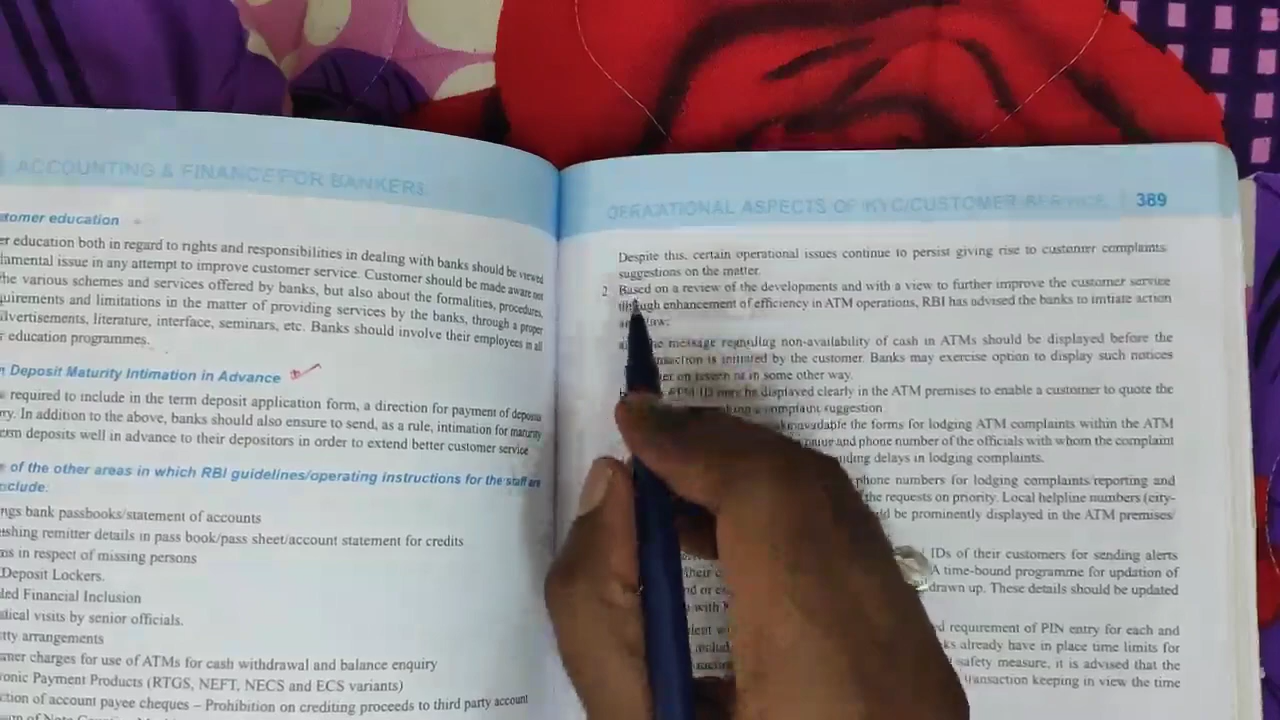 ACCOUNTING & FINANCE FOR BANKERS
stomer education
er education both in regard to rights and responsibilities in dealing with banks should be viewed
lamental issue in any attempt to improve customer service. Customer should be made aware not
he various schemes and services offered by banks, but also about the formalities, procedures,
quirements and limitations in the matter of providing services by the banks, through a proper
dvertisements, literature, interface, seminars, etc. Banks should involve their employees in all
r education programmes.
n Deposit Maturity Intimation in Advance
required to include in the term deposit application form, a direction for payment of deposit
ry. In addition to the above, banks should also ensure to send, as a rule, intimation for maturity
erm deposits well in advance to their depositors in order to extend better customer service
of the other areas in which RBI guidelines/operating instructions for the staff are
nclude:
ngs bank passbooks/statement of accounts
ishing remitter details in pass book/pass sheet/account statement for credits
ms in respect of missing persons
Deposit Lockers.
led Financial Inclusion
dical visits by senior officials.
rity arrangements
mer charges for use of ATMs for cash withdrawal and balance enquiry
ronic Payment Products (RTGS, NEFT, NECS and ECS variants)
ction of account payee cheques – Prohibition on crediting proceeds to third party account
OPERATIONAL ASPECTS OF KYC/CUSTOMER SERVICE 389
Despite this, certain operational issues continue to persist giving rise to customer complaints
suggestions on the matter.
2 Based on a review of the developments and with a view to further improve the customer service
through enhancement of efficiency in ATM operations, RBI has advised the banks to initiate action
message regarding non-availability of cash in ATMs should be displayed before the
is initiated by the customer. Banks may exercise option to display such notices
on screen or in some other way.
ID may be displayed clearly in the ATM premises to enable a customer to quote the
a complaint suggestion
available the forms for lodging ATM complaints within the ATM
and phone number of the officials with whom the complaint
delays in lodging complaints.
phone numbers for lodging complaints/reporting and
the requests on priority. Local helpline numbers (city-
be prominently displayed in the ATM premises/
IDs of their customers for sending alerts
A time-bound programme for updation of
drawn up. These details should be updated
requirement of PIN entry for each and
already have in place time limits for
safety measure, it is advised that the
transaction keeping in view the time